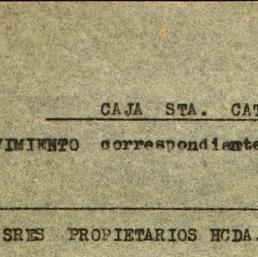 CAJA STA. CAT
VIMIENTO correspondiente
SRES PROPIETARIOS HCDA.